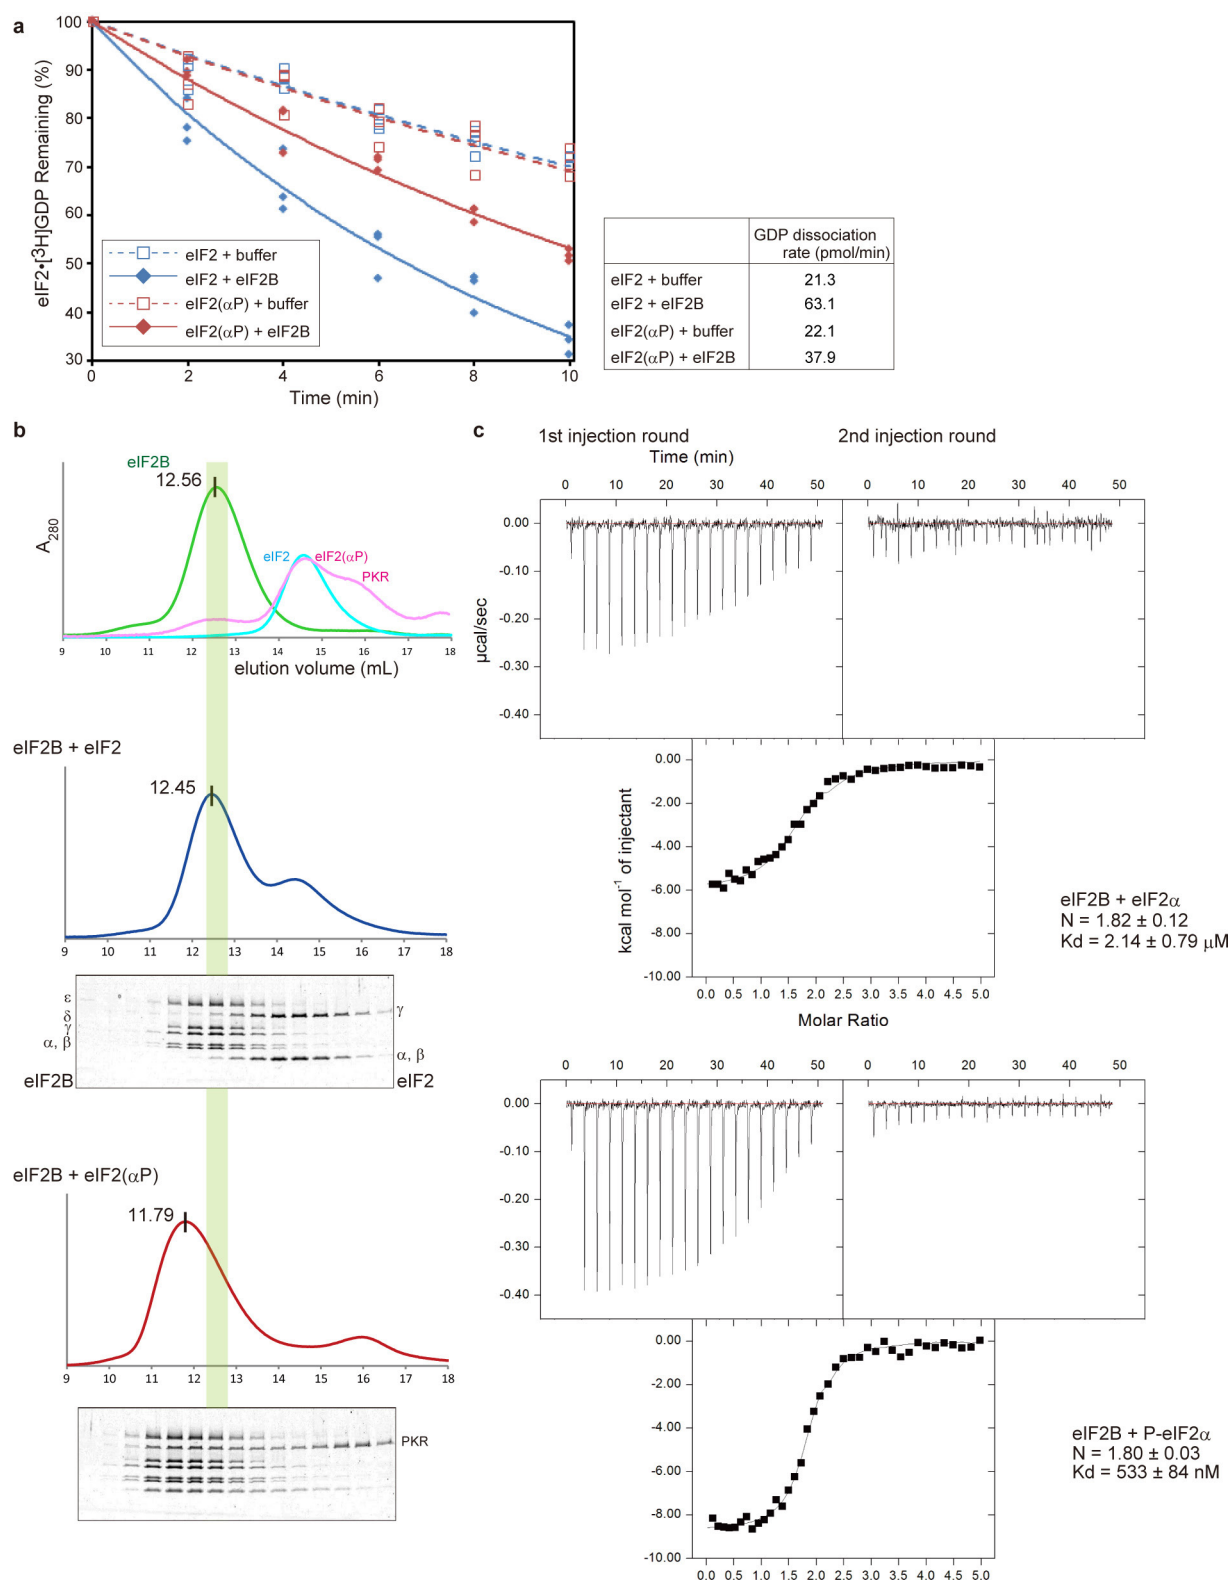 a
eIF2•[³H]GDP Remaining (%)
100
90
80
70
60
50
40
30
0
2
4
6
8
10
Time (min)
eIF2 + buffer
eIF2 + eIF2B
eIF2(αP) + buffer
eIF2(αP) + eIF2B
GDP dissociation
rate (pmol/min)
eIF2 + buffer 21.3
eIF2 + eIF2B 63.1
eIF2(αP) + buffer 22.1
eIF2(αP) + eIF2B 37.9
b
eIF2B
12.56
A₂₈₀
eIF2
eIF2(αP)
PKR
9 10 11 12 13 14 15 16 17 18
elution volume (mL)
eIF2B + eIF2
12.45
9 10 11 12 13 14 15 16 17 18
ε
δ
γ
α, β
eIF2B
γ
α, β
eIF2
eIF2B + eIF2(αP)
11.79
9 10 11 12 13 14 15 16 17 18
PKR
c
1st injection round
2nd injection round
Time (min)
0 10 20 30 40 50
0 10 20 30 40 50
0.00
-0.10
-0.20
-0.30
-0.40
µcal/sec
0.00
-2.00
-4.00
-6.00
-8.00
-10.00
kcal mol⁻¹ of injectant
0.0 0.5 1.0 1.5 2.0 2.5 3.0 3.5 4.0 4.5 5.0
Molar Ratio
eIF2B + eIF2α
N = 1.82 ± 0.12
Kd = 2.14 ± 0.79 μM
0 10 20 30 40 50
0 10 20 30 40 50
0.00
-0.10
-0.20
-0.30
-0.40
0.00
-2.00
-4.00
-6.00
-8.00
-10.00
0.0 0.5 1.0 1.5 2.0 2.5 3.0 3.5 4.0 4.5 5.0
eIF2B + P-eIF2α
N = 1.80 ± 0.03
Kd = 533 ± 84 nM